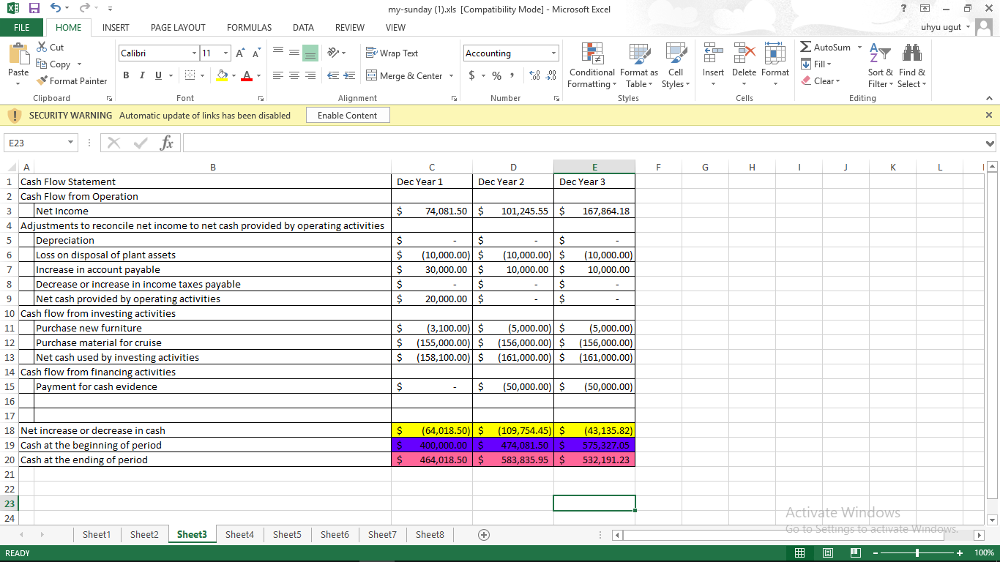 my-sunday (1).xls [Compatibility Mode] - Microsoft Excel
FILE HOME INSERT PAGE LAYOUT FORMULAS DATA REVIEW VIEW uhyu ugut
Paste Cut Copy Format Painter Clipboard
Calibri 11 B I U A Font
Wrap Text Merge & Center Alignment
Accounting $ % , Number
Conditional Formatting Format as Table Cell Styles Styles
Insert Delete Format Cells
AutoSum Fill Clear Sort & Filter Find & Select Editing
SECURITY WARNING Automatic update of links has been disabled Enable Content
E23 fx
A B C D E F G H I J K L
1 Cash Flow Statement Dec Year 1 Dec Year 2 Dec Year 3
2 Cash Flow from Operation
3 Net Income $ 74,081.50 $ 101,245.55 $ 167,864.18
4 Adjustments to reconcile net income to net cash provided by operating activities
5 Depreciation $ - $ - $ -
6 Loss on disposal of plant assets $ (10,000.00) $ (10,000.00) $ (10,000.00)
7 Increase in account payable $ 30,000.00 $ 10,000.00 $ 10,000.00
8 Decrease or increase in income taxes payable $ - $ - $ -
9 Net cash provided by operating activities $ 20,000.00 $ - $ -
10 Cash flow from investing activities
11 Purchase new furniture $ (3,100.00) $ (5,000.00) $ (5,000.00)
12 Purchase material for cruise $ (155,000.00) $ (156,000.00) $ (156,000.00)
13 Net cash used by investing activities $ (158,100.00) $ (161,000.00) $ (161,000.00)
14 Cash flow from financing activities
15 Payment for cash evidence $ - $ (50,000.00) $ (50,000.00)
16
17
18 Net increase or decrease in cash $ (64,018.50) $ (109,754.45) $ (43,135.82)
19 Cash at the beginning of period $ 400,000.00 $ 474,081.50 $ 575,327.05
20 Cash at the ending of period $ 464,018.50 $ 583,835.95 $ 532,191.23
21
22
23
24
Activate Windows
Go to Settings to activate Windows.
Sheet1 Sheet2 Sheet3 Sheet4 Sheet5 Sheet6 Sheet7 Sheet8
READY 100%